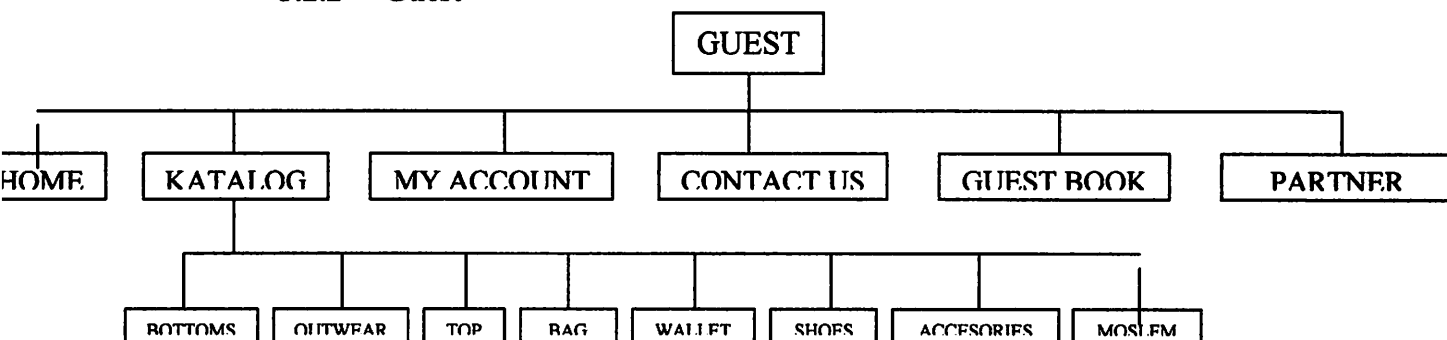 GUEST
HOME KATALOG MY ACCOUNT CONTACT US GUEST BOOK PARTNER
BOTTOMS OUTWEAR TOP BAG WALLET SHOES ACCESORIES MOSLEM